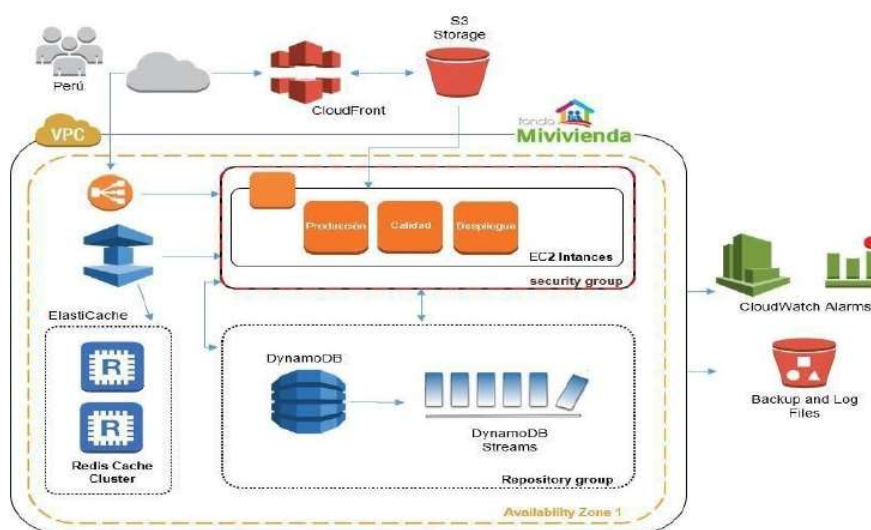 S3
Storage
Perú
CloudFront
VPC
fondo
Mivivienda
Producción
Calidad
Despliegue
EC2 Intances
security group
ElastiCache
CloudWatch Alarms
DynamoDB
R
R
Redis Cache
Cluster
DynamoDB
Streams
Backup and Log
Files
Repository group
Availability Zone 1